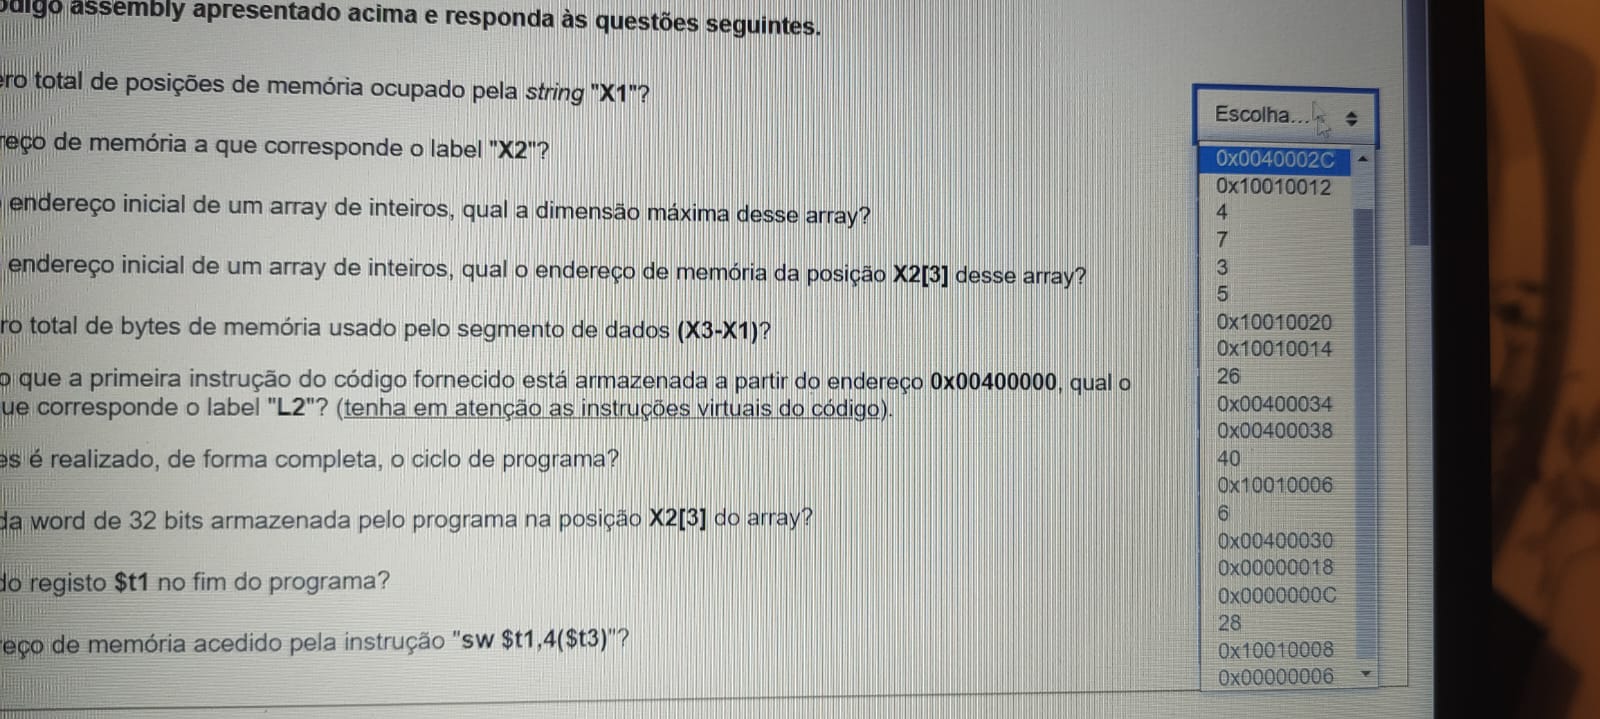 assembly apresentado acima e responda às questões seguintes.
total de posições de memória ocupado pela string "X1"?
de memória a que corresponde o label "X2"?
endereço inicial de um array de inteiros, qual a dimensão máxima desse array?
endereço inicial de um array de inteiros, qual o endereço de memória da posição X2[3] desse array?
total de bytes de memória usado pelo segmento de dados (X3-X1)?
que a primeira instrução do código fornecido está armazenada a partir do endereço 0x00400000, qual o
ue corresponde o label "L2"? (tenha em atenção as instruções virtuais do código).
es é realizado, de forma completa, o ciclo de programa?
da word de 32 bits armazenada pelo programa na posição X2[3] do array?
do registo $t1 no fim do programa?
eço de memória acedido pela instrução "sw $t1,4($t3)"?
Escolha...
0x0040002C
0x10010012
4
7
3
5
0x10010020
0x10010014
26
0x00400034
0x00400038
40
0x10010006
6
0x00400030
0x00000018
0x0000000C
28
0x10010008
0x00000006